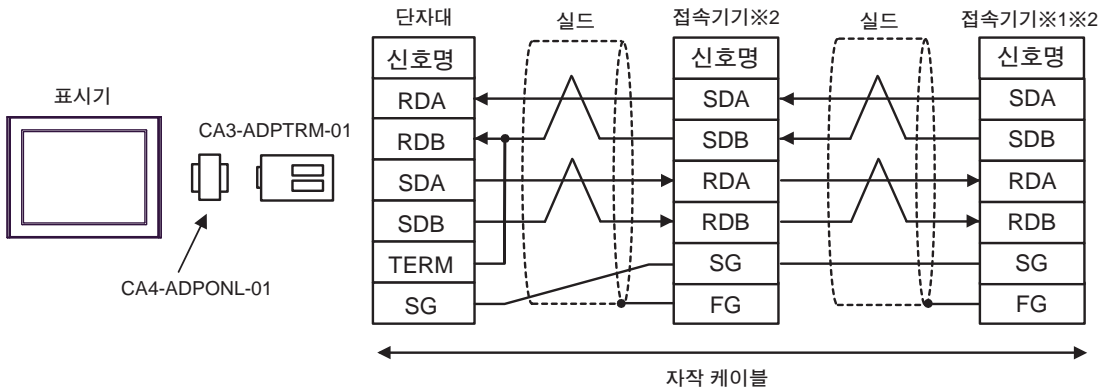 표시기
CA3-ADPTRM-01
CA4-ADPONL-01
단자대
신호명
RDA
RDB
SDA
SDB
TERM
SG
실드
접속기기※2
신호명
SDA
SDB
RDA
RDB
SG
FG
실드
접속기기※1※2
신호명
SDA
SDB
RDA
RDB
SG
FG
자작 케이블